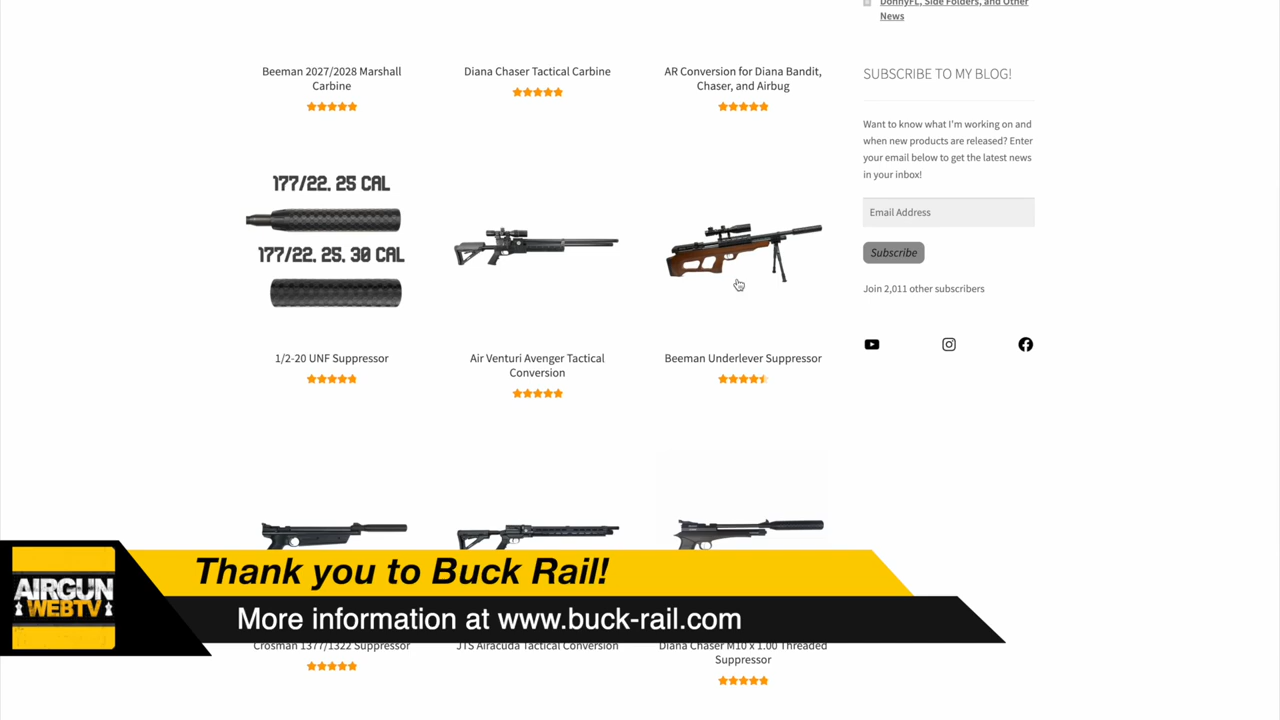 DonnyFL, Side Folders, and Other
News
Beeman 2027/2028 Marshall
Carbine
Diana Chaser Tactical Carbine
AR Conversion for Diana Bandit,
Chaser, and Airbug
SUBSCRIBE TO MY BLOG!
Want to know what I'm working on and
when new products are released? Enter
your email below to get the latest news
in your inbox!
Email Address
Subscribe
Join 2,011 other subscribers
177/22, 25 CAL
177/22, 25, 30 CAL
1/2-20 UNF Suppressor
Air Venturi Avenger Tactical
Conversion
Beeman Underlever Suppressor
Thank you to Buck Rail!
More information at www.buck-rail.com
AIRGUN
WEBTV
Crosman 1377/1322 Suppressor
JTS Airacuda Tactical Conversion
Diana Chaser M10 x 1.00 Threaded
Suppressor